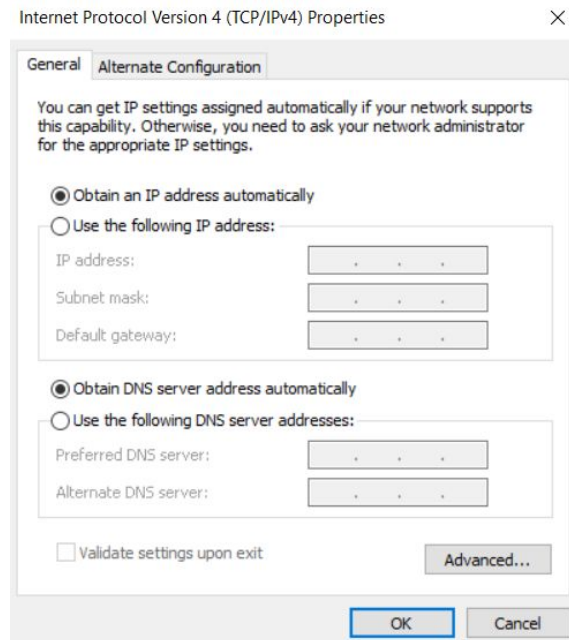 Internet Protocol Version 4 (TCP/IPv4) Properties
General Alternate Configuration
You can get IP settings assigned automatically if your network supports
this capability. Otherwise, you need to ask your network administrator
for the appropriate IP settings.
Obtain an IP address automatically
Use the following IP address:
IP address:
Subnet mask:
Default gateway:
Obtain DNS server address automatically
Use the following DNS server addresses:
Preferred DNS server:
Alternate DNS server:
Validate settings upon exit
Advanced...
OK Cancel